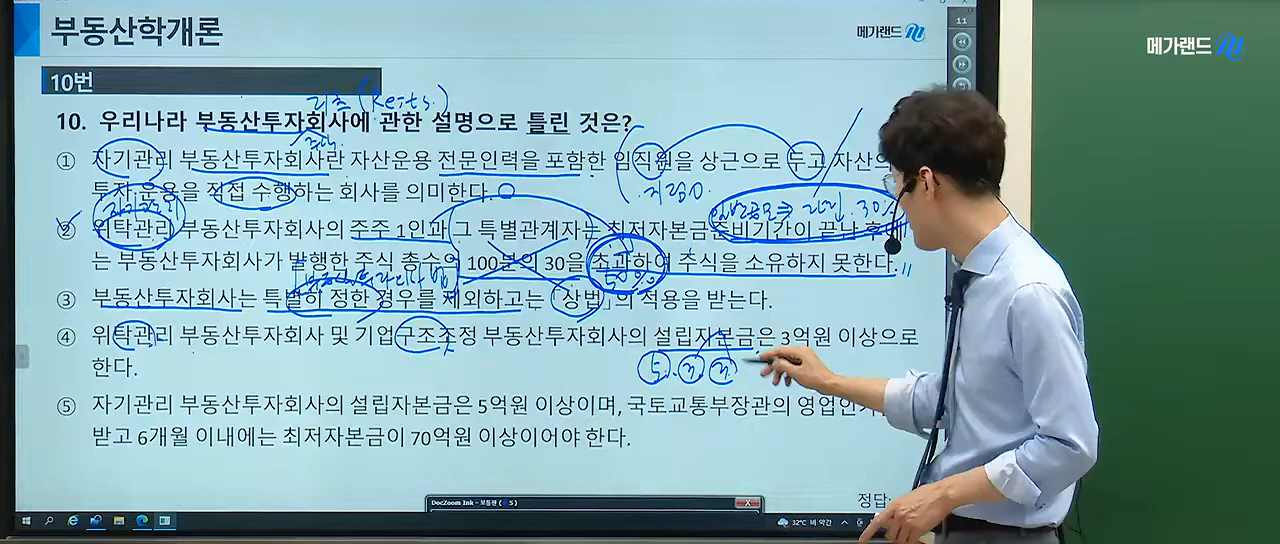 부동산학개론
메가랜드
11
메가랜드
10번
리츠 (Reits.)
10. 우리나라 부동산투자회사에 관한 설명으로 틀린 것은?
① 자기관리 부동산투자회사란 자산운용 전문인력을 포함한 임직원을 상근으로 두고 자산의
투자·운용을 직접 수행하는 회사를 의미한다.
30%
② 위탁관리 부동산투자회사의 주주 1인과 그 특별관계자는 최저자본금준비기간이 끝난 후에
는 부동산투자회사가 발행한 주식 총수의 100분의 30을 초과하여 주식을 소유하지 못한다.
50%
③ 부동산투자회사는 특별히 정한 경우를 제외하고는 「상법」의 적용을 받는다.
④ 위탁관리 부동산투자회사 및 기업구조조정 부동산투자회사의 설립자본금은 3억원 이상으로
한다.
5. 3 3
⑤ 자기관리 부동산투자회사의 설립자본금은 5억원 이상이며, 국토교통부장관의 영업인
받고 6개월 이내에는 최저자본금이 70억원 이상이어야 한다.
정답
DocZoom Ink - 보통펜 ( 5)
32°C 비 약간